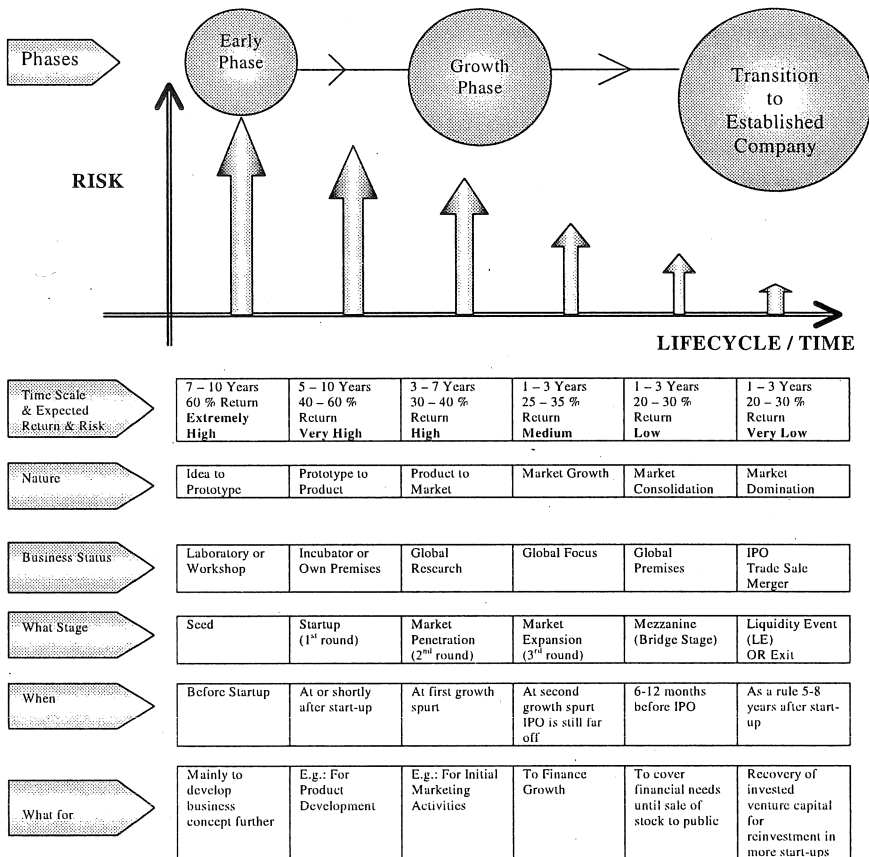 Phases
Early
Phase
Growth
Phase
Transition
to
Established
Company
RISK
LIFECYCLE / TIME
Time Scale
& Expected
Return & Risk
7 – 10 Years
60 % Return
Extremely
High
5 – 10 Years
40 – 60 %
Return
Very High
3 – 7 Years
30 – 40 %
Return
High
1 – 3 Years
25 – 35 %
Return
Medium
1 – 3 Years
20 – 30 %
Return
Low
1 – 3 Years
20 – 30 %
Return
Very Low
Nature
Idea to
Prototype
Prototype to
Product
Product to
Market
Market Growth
Market
Consolidation
Market
Domination
Business Status
Laboratory or
Workshop
Incubator or
Own Premises
Global
Research
Global Focus
Global
Premises
IPO
Trade Sale
Merger
What Stage
Seed
Startup
(1st round)
Market
Penetration
(2nd round)
Market
Expansion
(3rd round)
Mezzanine
(Bridge Stage)
Liquidity Event
(LE)
OR Exit
When
Before Startup
At or shortly
after start-up
At first growth
spurt
At second
growth spurt
IPO is still far
off
6-12 months
before IPO
As a rule 5-8
years after start-
up
What for
Mainly to
develop
business
concept further
E.g.: For
Product
Development
E.g.: For Initial
Marketing
Activities
To Finance
Growth
To cover
financial needs
until sale of
stock to public
Recovery of
invested
venture capital
for
reinvestment in
more start-ups